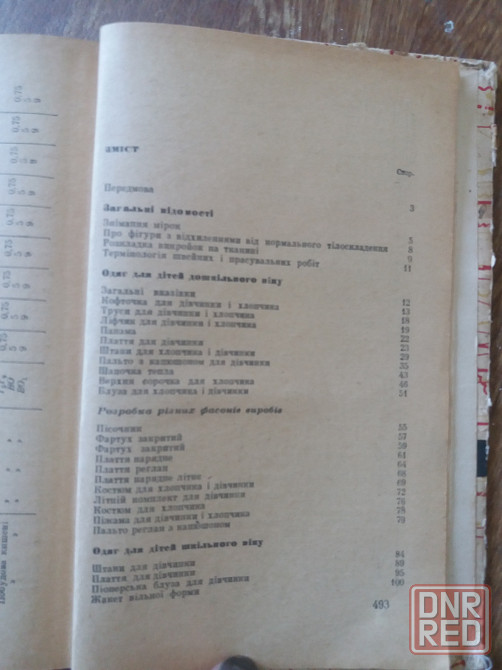 ЗМІСТ
Стор.
Передмова 3
Загальні відомості
Знімання мірок 5
Про фігури з відхиленнями від нормального тілоскладення 8
Розкладка викройок на тканині 9
Термінологія швейних і прасувальних робіт 11
Одяг для дітей дошкільного віку
Загальні вказівки 12
Кофточка для дівчинки і хлопчика 13
Труси для дівчинки і хлопчика 18
Ліфчик для дівчинки і хлопчика 19
Панама 22
Плаття для дівчинки 23
Штани для хлопчика і дівчинки 29
Пальто з капюшоном для дівчинки 35
Шапочка тепла 43
Верхня сорочка для хлопчика 46
Блуза для хлопчика і дівчинки 51
Розробка різних фасонів виробів
Пісочник 55
Фартух закритий 57
Фартух закритий 59
Плаття нарядне 61
Плаття реглан 64
Плаття нарядне літнє 68
Костюм для хлопчика і дівчинки 69
Літній комплект для дівчинки 72
Костюм для хлопчика 76
Піжама для дівчинки і хлопчика 78
Пальто реглан з капюшоном 79
Одяг для дітей шкільного віку
Штани для дівчинки 84
Плаття для дівчинки 89
Піонерська блуза для дівчинки 95
Жакет вільної форми 100
493
Побудова кишені
DNR
RED